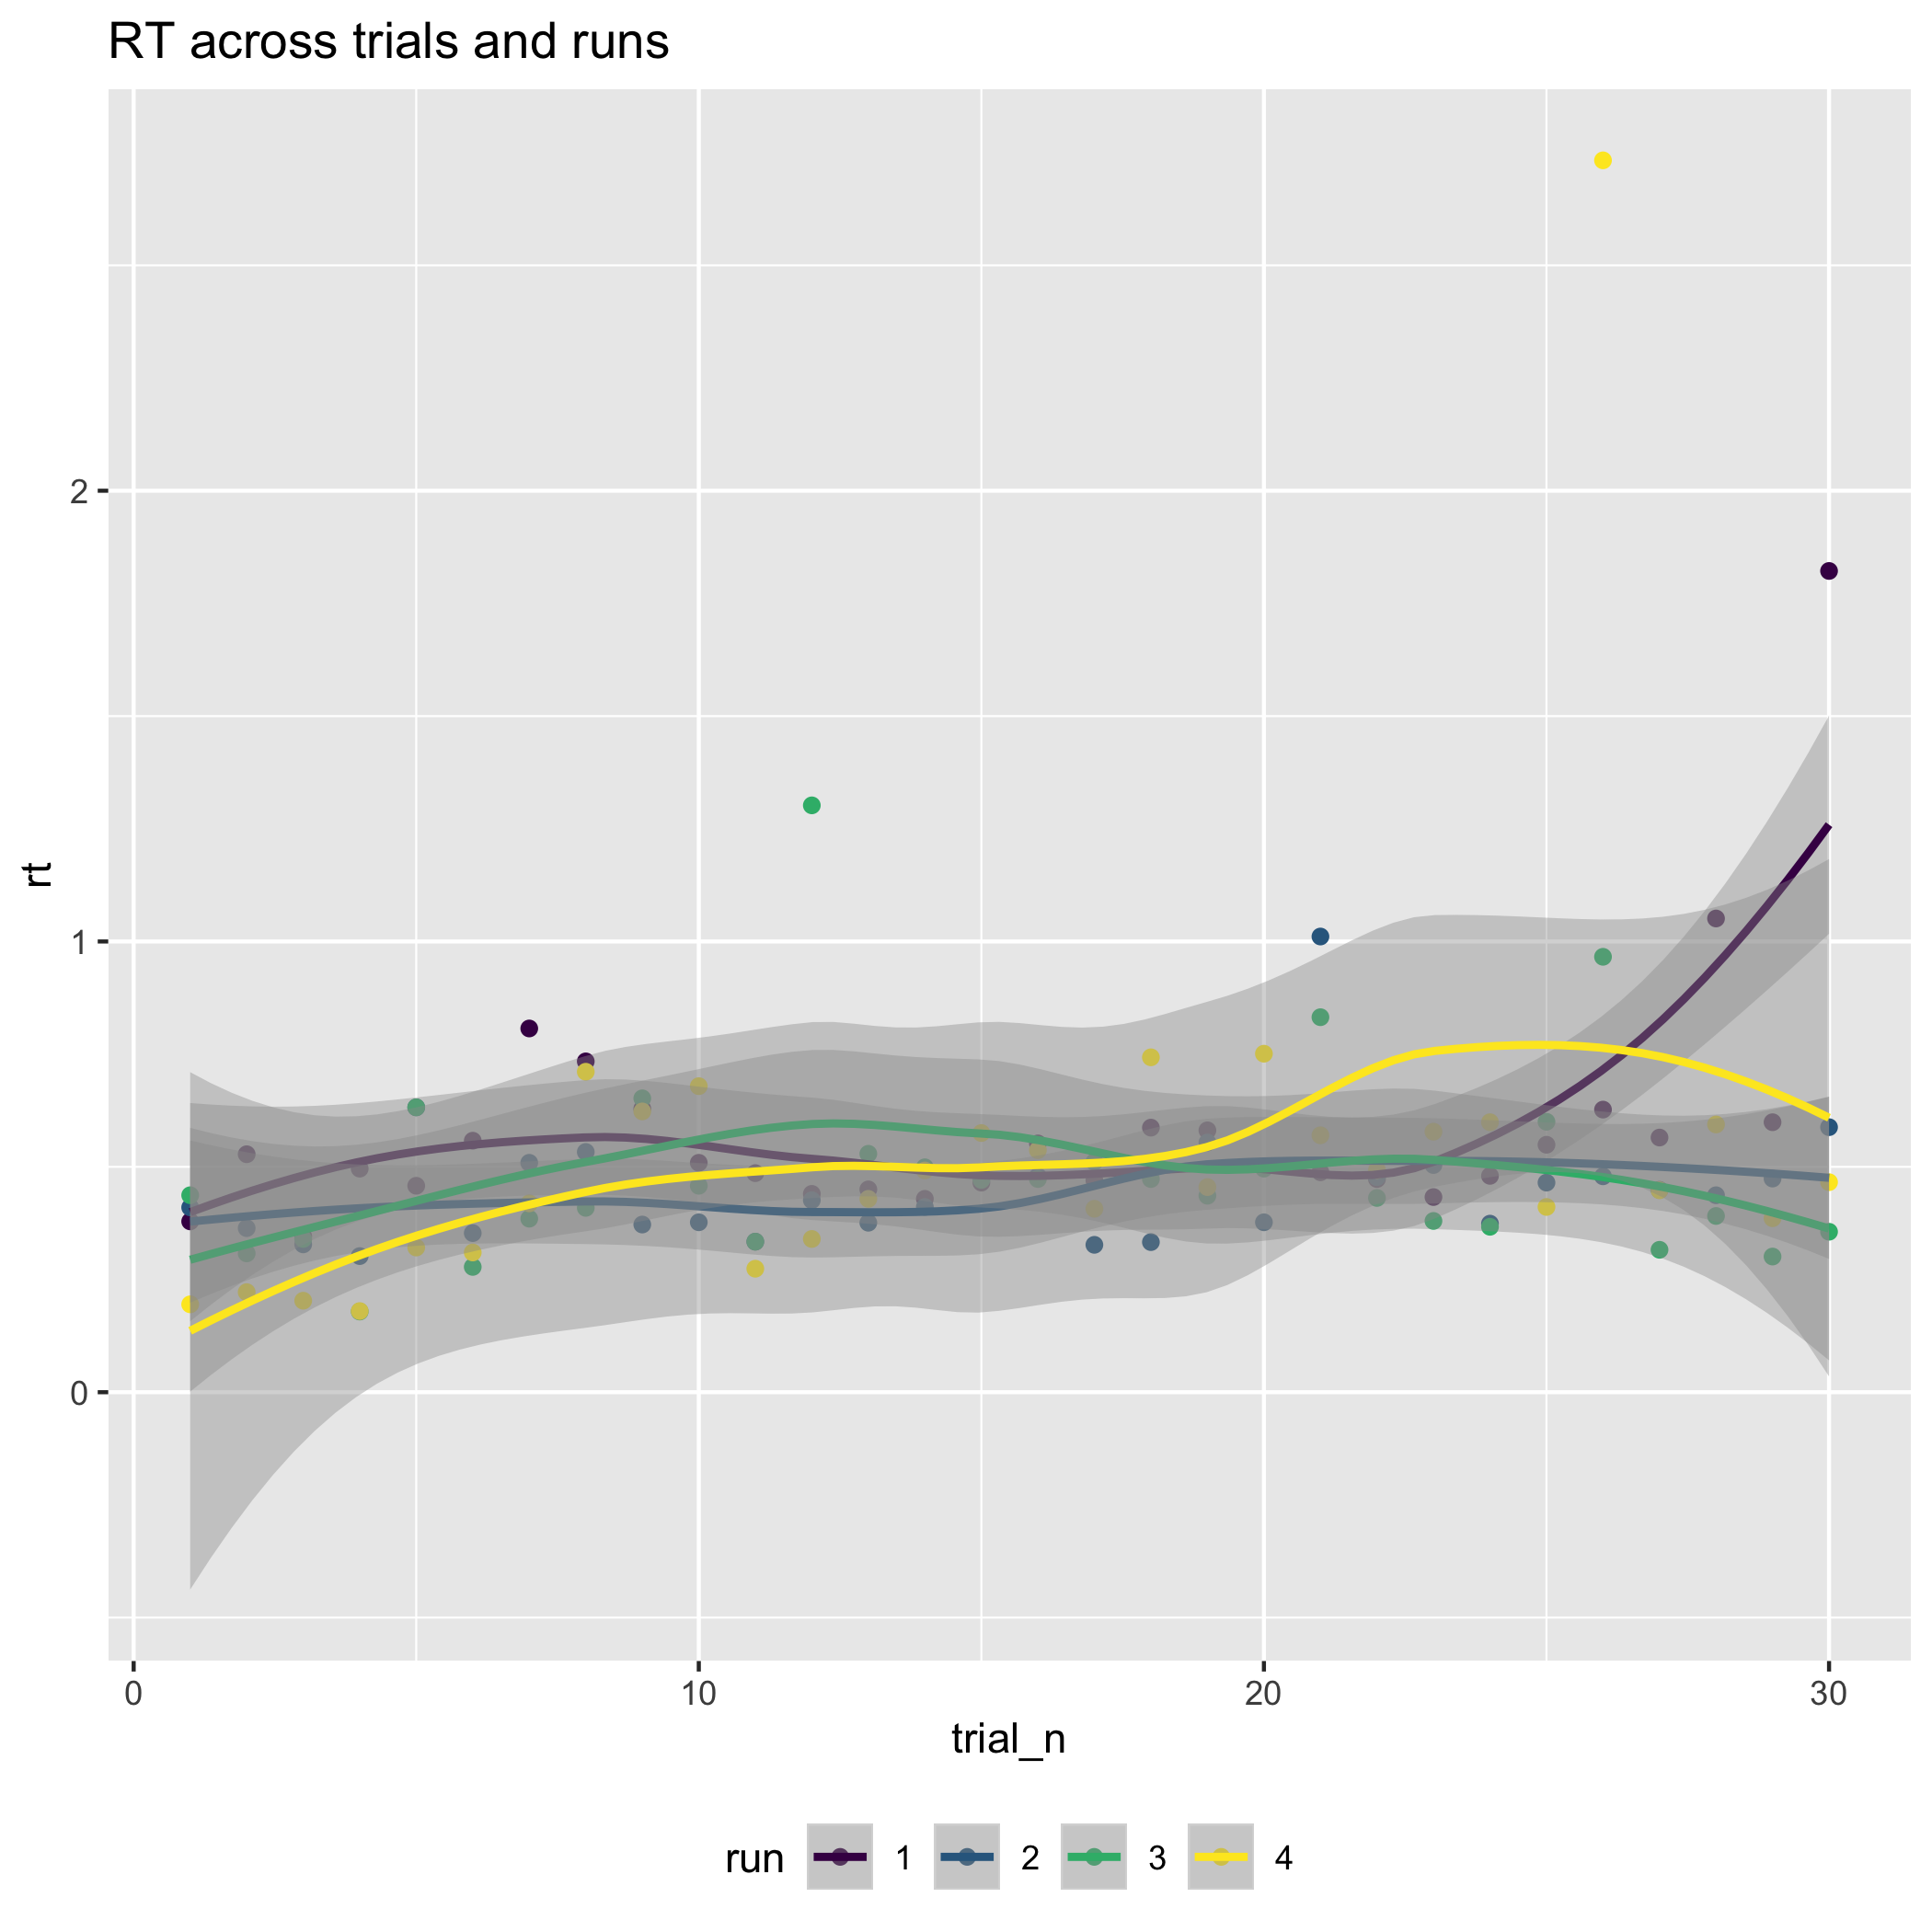 RT across trials and runs
rt
2
1
0
0 10 20 30
trial_n
run 1 2 3 4